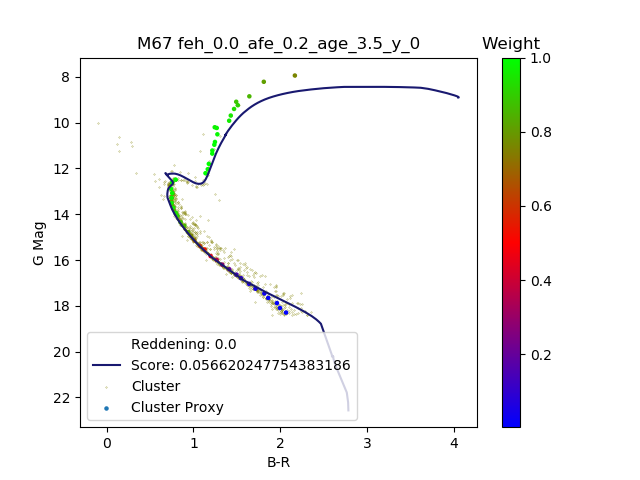 M67 feh_0.0_afe_0.2_age_3.5_y_0
Weight
8
10
12
14
16
18
20
22
G Mag
0
1
2
3
4
B-R
Reddening: 0.0
Score: 0.056620247754383186
Cluster
Cluster Proxy
1.0
0.8
0.6
0.4
0.2